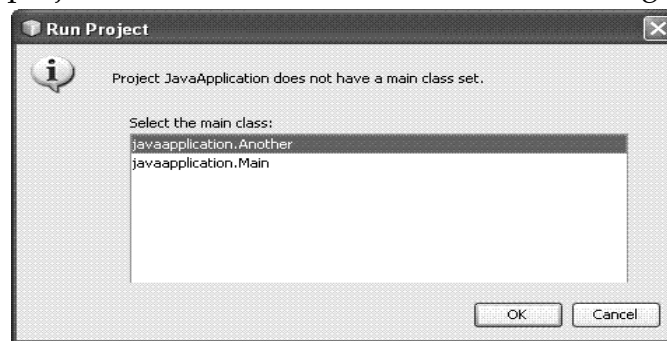 Run Project
Project JavaApplication does not have a main class set.
Select the main class:
javaapplication.Another
javaapplication.Main
OK Cancel